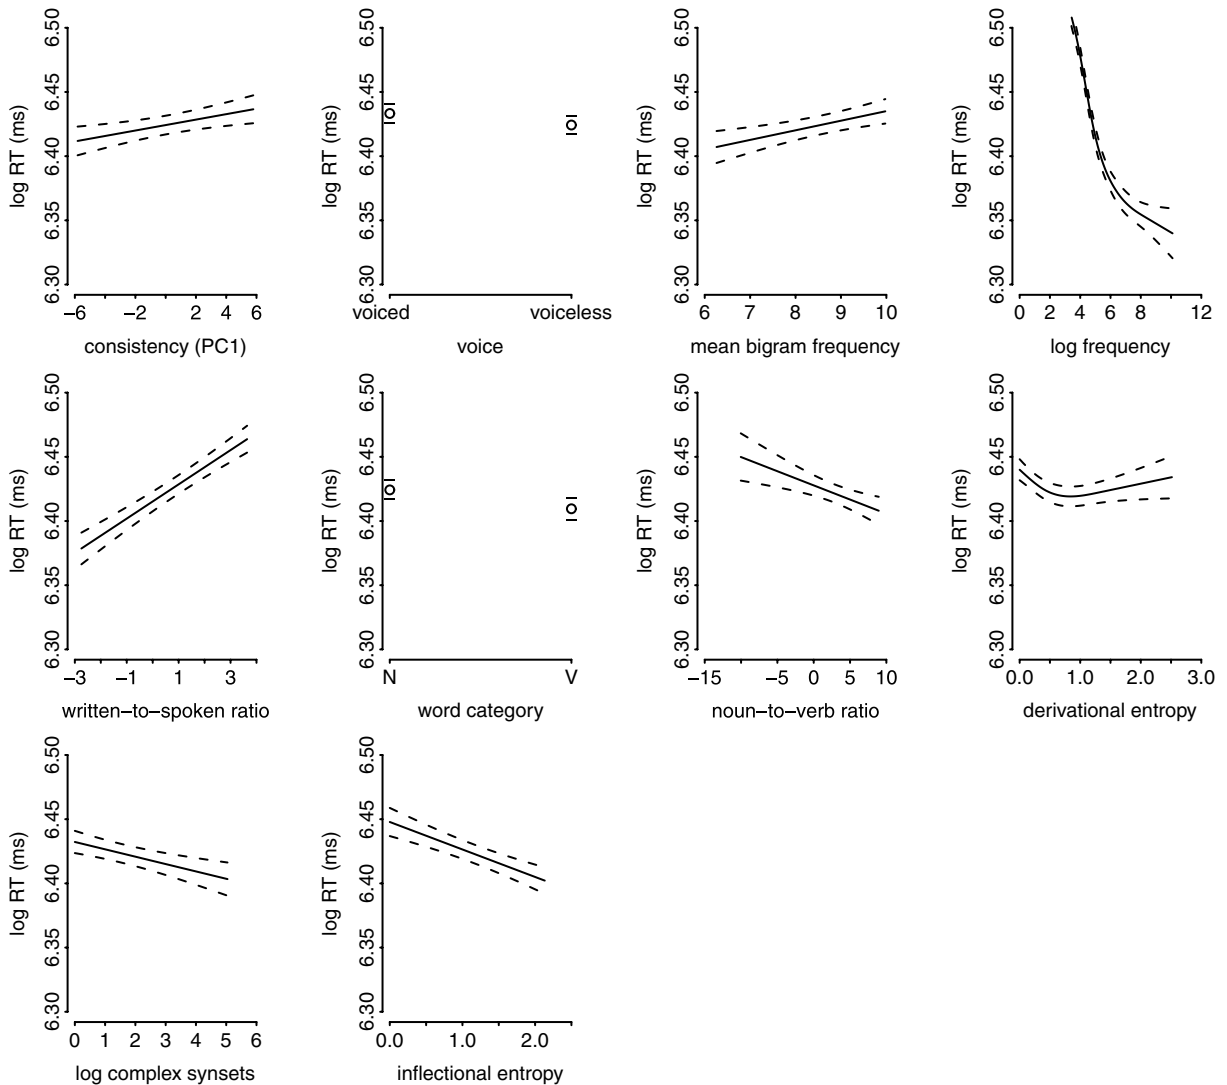 6.30 6.35 6.40 6.45 6.50
log RT (ms)
−6 −2 2 4 6
consistency (PC1)
6.30 6.35 6.40 6.45 6.50
log RT (ms)
voiced voiceless
voice
6.30 6.35 6.40 6.45 6.50
log RT (ms)
6 7 8 9 10
mean bigram frequency
6.30 6.35 6.40 6.45 6.50
log RT (ms)
0 2 4 6 8 12
log frequency
6.30 6.35 6.40 6.45 6.50
log RT (ms)
−3 −1 1 3
written−to−spoken ratio
6.30 6.35 6.40 6.45 6.50
log RT (ms)
N V
word category
6.30 6.35 6.40 6.45 6.50
log RT (ms)
−15 −5 0 5 10
noun−to−verb ratio
6.30 6.35 6.40 6.45 6.50
log RT (ms)
0.0 1.0 2.0 3.0
derivational entropy
6.30 6.35 6.40 6.45 6.50
log RT (ms)
0 1 2 3 4 5 6
log complex synsets
6.30 6.35 6.40 6.45 6.50
log RT (ms)
0.0 1.0 2.0
inflectional entropy